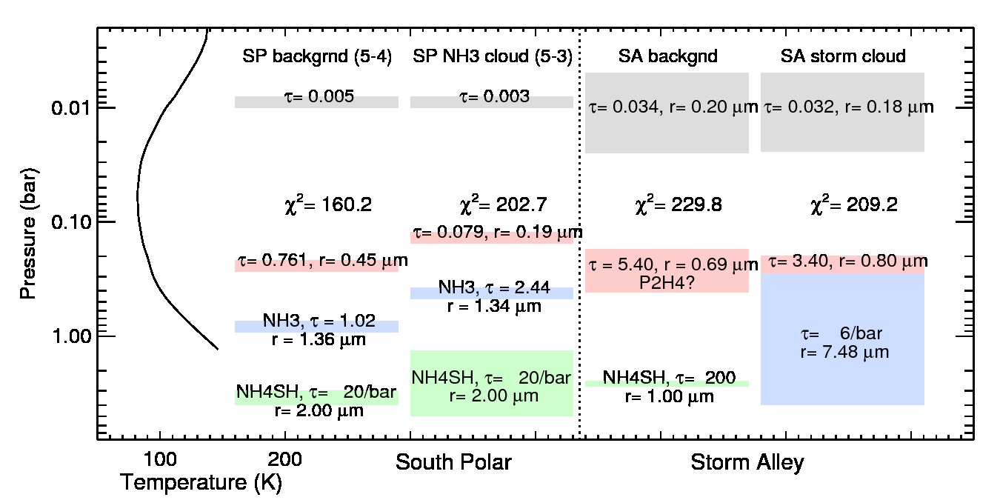 SP backgrnd (5-4)
SP NH3 cloud (5-3)
SA backgnd
SA storm cloud
τ= 0.005
τ= 0.003
τ= 0.034, r= 0.20 μm
τ= 0.032, r= 0.18 μm
0.01
χ²= 160.2
χ²= 202.7
χ²= 229.8
χ²= 209.2
0.10
τ= 0.761, r= 0.45 μm
τ= 0.079, r= 0.19 μm
τ = 5.40, r = 0.69 μm
P2H4?
τ= 3.40, r= 0.80 μm
NH3, τ = 1.02
r = 1.36 μm
NH3, τ = 2.44
r = 1.34 μm
1.00
τ= 6/bar
r= 7.48 μm
NH4SH, τ= 20/bar
r= 2.00 μm
NH4SH, τ= 20/bar
r= 2.00 μm
NH4SH, τ= 200
r= 1.00 μm
Pressure (bar)
100
200
Temperature (K)
South Polar
Storm Alley